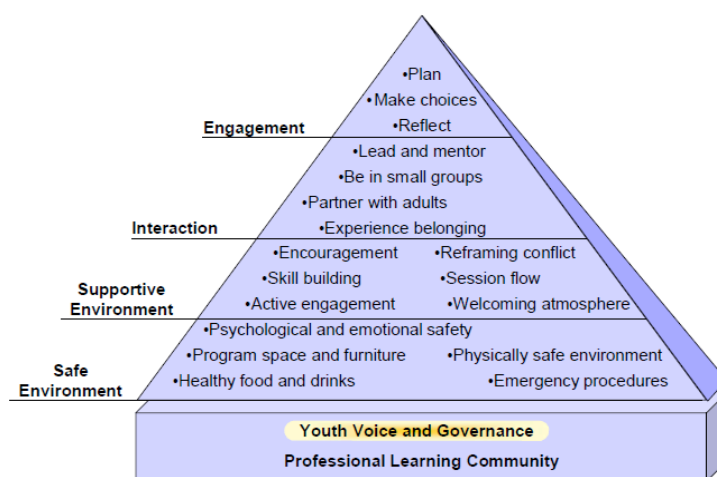 •Plan
•Make choices
Engagement •Reflect
•Lead and mentor
•Be in small groups
•Partner with adults
Interaction •Experience belonging
•Encouragement •Reframing conflict
•Skill building •Session flow
Supportive
Environment •Active engagement •Welcoming atmosphere
•Psychological and emotional safety
•Program space and furniture •Physically safe environment
Safe
Environment •Healthy food and drinks •Emergency procedures
Youth Voice and Governance
Professional Learning Community